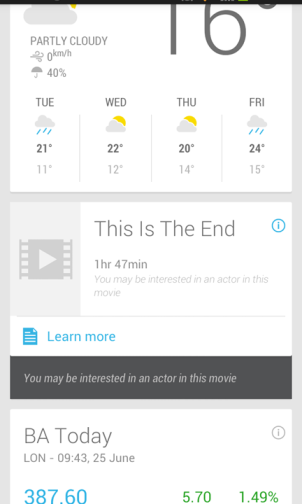 16°
PARTLY CLOUDY
0km/h
40%
TUE WED THU FRI
21° 22° 20° 24°
11° 12° 14° 15°
This Is The End
1hr 47min
You may be interested in an actor in this
movie
Learn more
You may be interested in an actor in this movie
BA Today
LON - 09:43, 25 June
387.60 5.70 1.49%